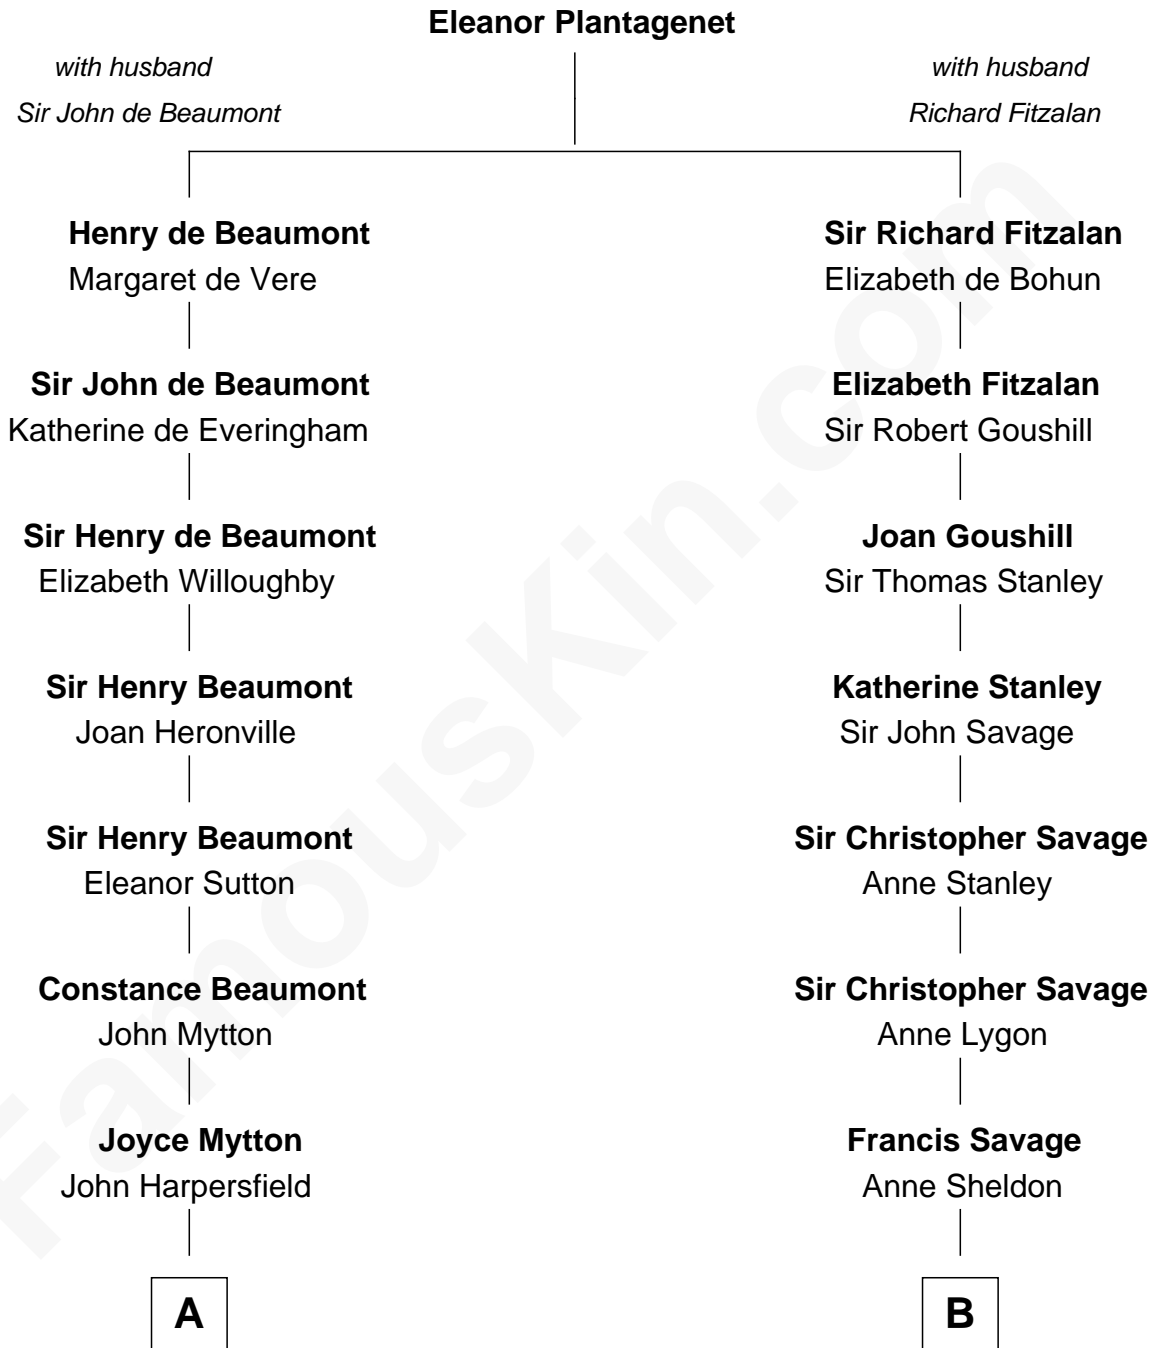 Eleanor Plantagenet
with husband
Sir John de Beaumont
with husband
Richard Fitzalan
Henry de Beaumont
Margaret de Vere
Sir Richard Fitzalan
Elizabeth de Bohun
Sir John de Beaumont
Katherine de Everingham
Elizabeth Fitzalan
Sir Robert Goushill
Sir Henry de Beaumont
Elizabeth Willoughby
Joan Goushill
Sir Thomas Stanley
Sir Henry Beaumont
Joan Heronville
Katherine Stanley
Sir John Savage
Sir Henry Beaumont
Eleanor Sutton
Sir Christopher Savage
Anne Stanley
Constance Beaumont
John Mytton
Sir Christopher Savage
Anne Lygon
Joyce Mytton
John Harpersfield
Francis Savage
Anne Sheldon
A
B
FamousKin.com